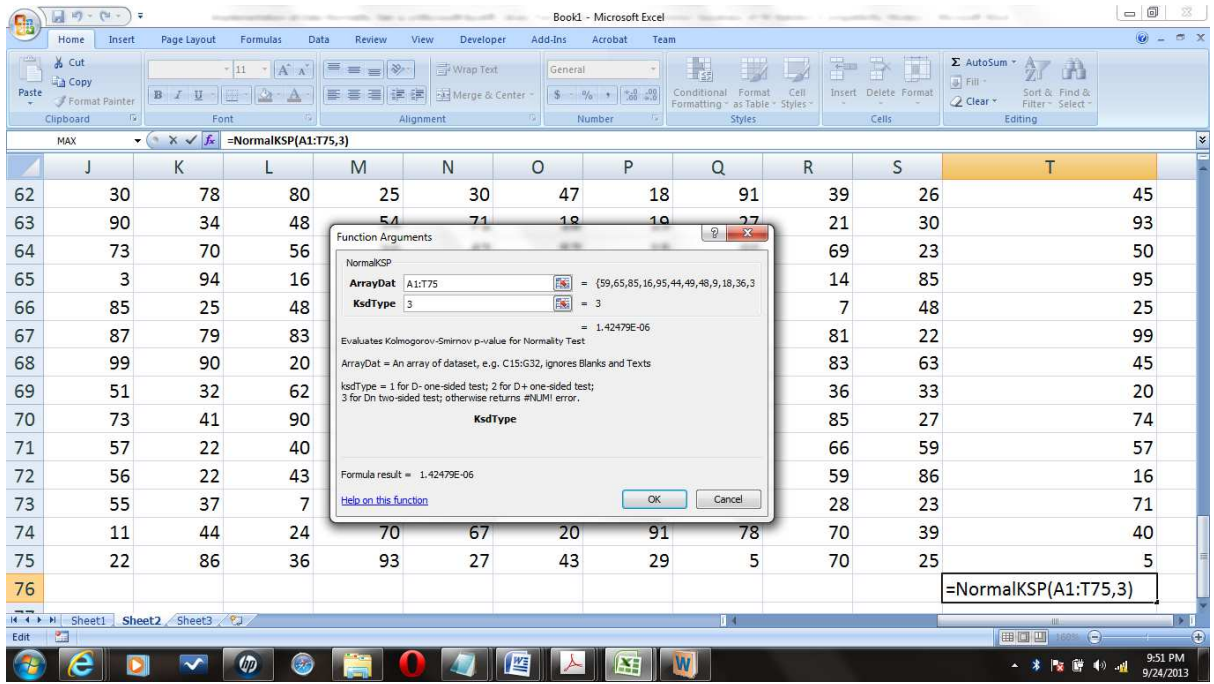 Book1 - Microsoft Excel
Home Insert Page Layout Formulas Data Review View Developer Add-Ins Acrobat Team
Paste
Cut
Copy
Format Painter
Clipboard
11
Font
Wrap Text
Merge & Center
Alignment
General
Number
Conditional Formatting
Format as Table
Cell Styles
Styles
Insert Delete Format
Cells
Σ AutoSum
Fill
Clear
Sort & Filter
Find & Select
Editing
MAX =NormalKSP(A1:T75,3)
J K L M N O P Q R S T
62 30 78 80 25 30 47 18 91 39 26 45
63 90 34 48 54 71 18 19 27 21 30 93
64 73 70 56 69 23 50
65 3 94 16 14 85 95
66 85 25 48 7 48 25
67 87 79 83 81 22 99
68 99 90 20 83 63 45
69 51 32 62 36 33 20
70 73 41 90 85 27 74
71 57 22 40 66 59 57
72 56 22 43 59 86 16
73 55 37 7 28 23 71
74 11 44 24 70 67 20 91 78 70 39 40
75 22 86 36 93 27 43 29 5 70 25 5
76 =NormalKSP(A1:T75,3)
Function Arguments
NormalKSP
ArrayDat A1:T75 = {59,65,85,16,95,44,49,48,9,18,36,3
KsdType 3 = 3
= 1.42479E-06
Evaluates Kolmogorov-Smirnov p-value for Normality Test
ArrayDat = An array of dataset, e.g. C15:G32, ignores Blanks and Texts
ksdType = 1 for D- one-sided test; 2 for D+ one-sided test;
3 for Dn two-sided test; otherwise returns #NUM! error.
KsdType
Formula result = 1.42479E-06
Help on this function
OK Cancel
Sheet1 Sheet2 Sheet3
Edit 168%
9:51 PM
9/24/2013